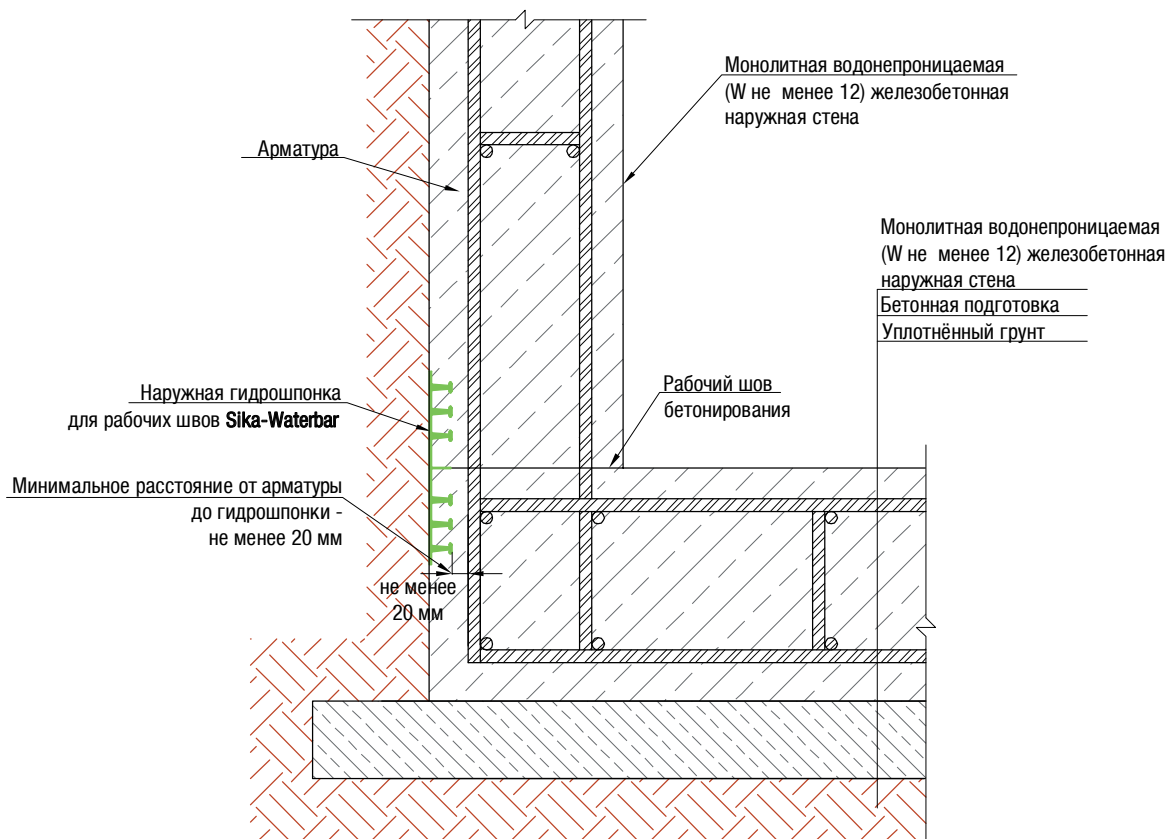 Монолитная водонепроницаемая
(W не менее 12) железобетонная
наружная стена
Арматура
Монолитная водонепроницаемая
(W не менее 12) железобетонная
наружная стена
Бетонная подготовка
Уплотнённый грунт
Наружная гидрошпонка
для рабочих швов Sika-Waterbar
Рабочий шов
бетонирования
Минимальное расстояние от арматуры
до гидрошпонки -
не менее 20 мм
не менее
20 мм